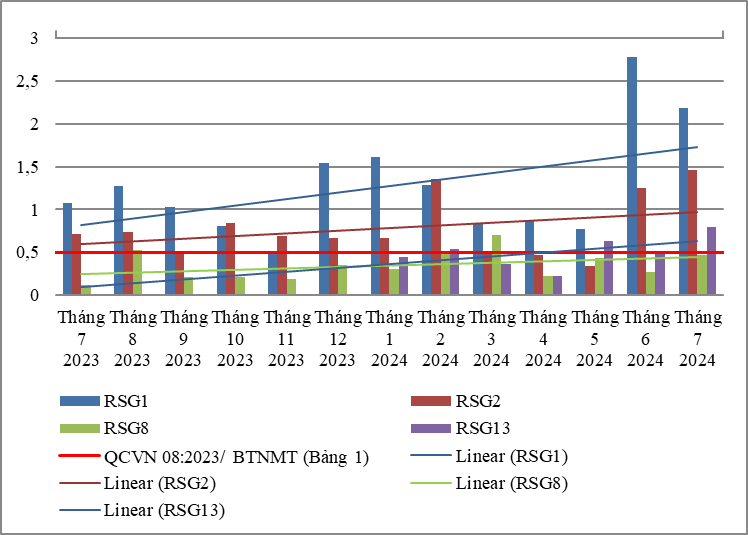 3
2,5
2
1,5
1
0,5
0
Tháng Tháng Tháng Tháng Tháng Tháng Tháng Tháng Tháng Tháng Tháng Tháng Tháng
7 8 9 10 11 12 1 2 3 4 5 6 7
2023 2023 2023 2023 2023 2023 2024 2024 2024 2024 2024 2024 2024
RSG1 RSG2
RSG8 RSG13
QCVN 08:2023/ BTNMT (Bảng 1) Linear (RSG1)
Linear (RSG2) Linear (RSG8)
Linear (RSG13)